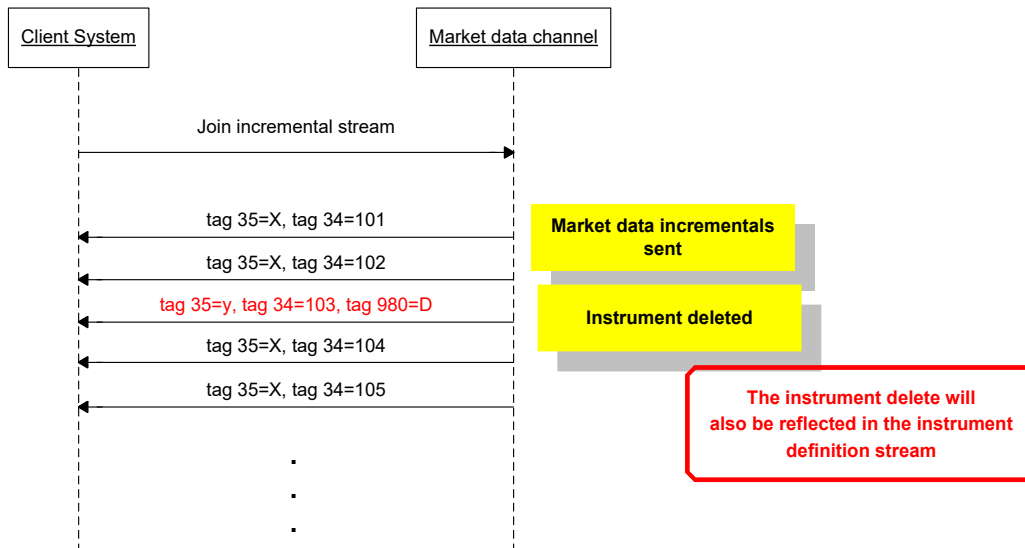 Client System
Market data channel
Join incremental stream
tag 35=X, tag 34=101
Market data incrementals
sent
tag 35=X, tag 34=102
tag 35=y, tag 34=103, tag 980=D
Instrument deleted
tag 35=X, tag 34=104
tag 35=X, tag 34=105
The instrument delete will
also be reflected in the instrument
definition stream
.
.
.